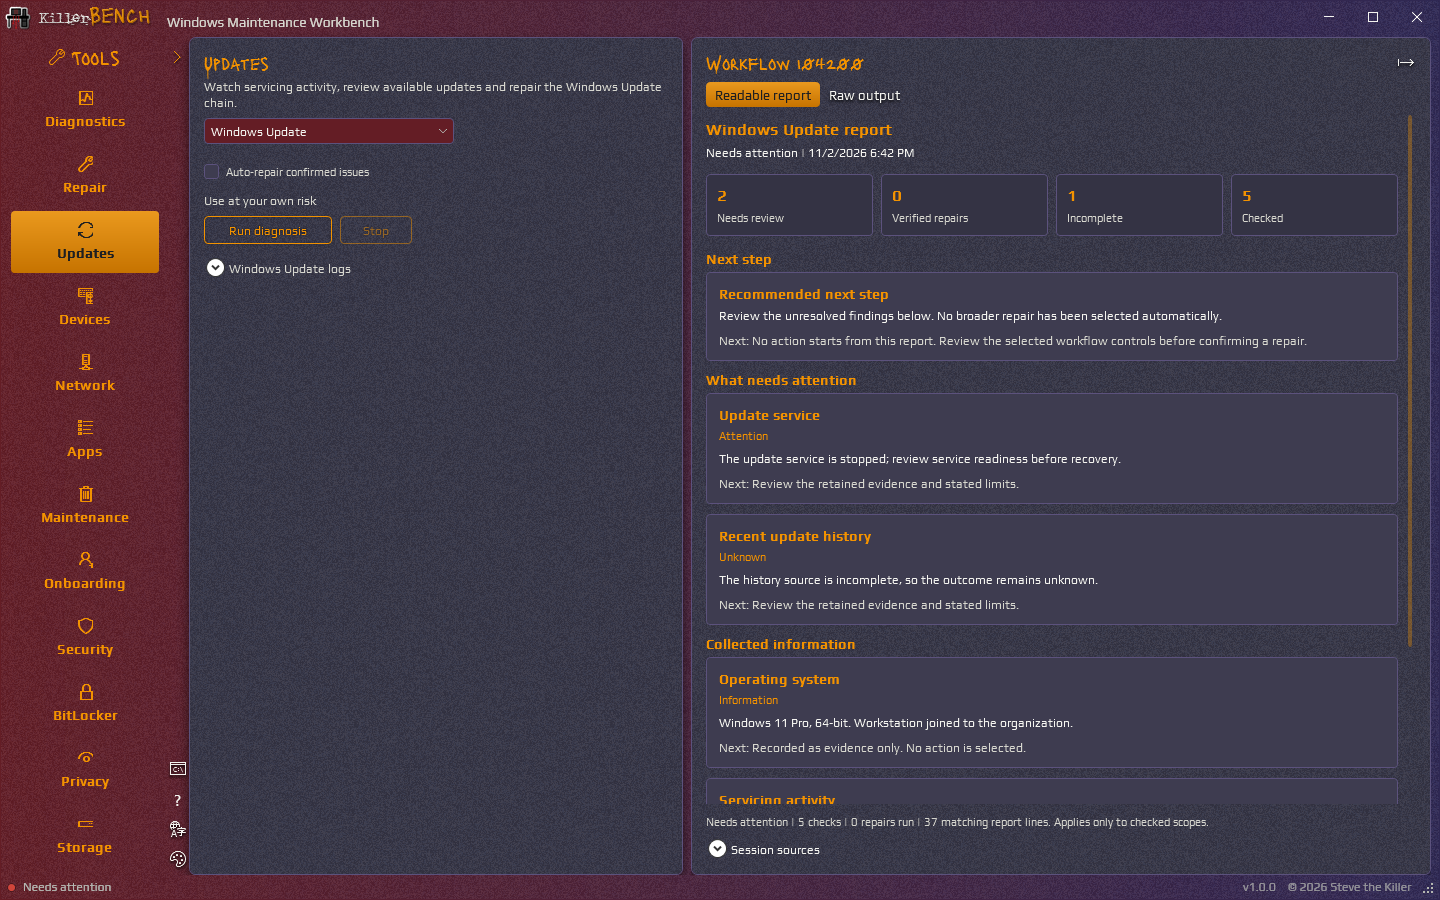 KillerBENCH
Windows Maintenance Workbench
TOOLS
Diagnostics
Repair
Updates
Devices
Network
Apps
Maintenance
Onboarding
Security
BitLocker
Privacy
Storage
C:\
?
UPDATES
Watch servicing activity, review available updates and repair the Windows Update
chain.
Windows Update
Auto-repair confirmed issues
Use at your own risk
Run diagnosis
Stop
Windows Update logs
WORKFLOW 104200
Readable report
Raw output
Windows Update report
Needs attention | 11/2/2026 6:42 PM
2
Needs review
0
Verified repairs
1
Incomplete
5
Checked
Next step
Recommended next step
Review the unresolved findings below. No broader repair has been selected automatically.
Next: No action starts from this report. Review the selected workflow controls before confirming a repair.
What needs attention
Update service
Attention
The update service is stopped; review service readiness before recovery.
Next: Review the retained evidence and stated limits.
Recent update history
Unknown
The history source is incomplete, so the outcome remains unknown.
Next: Review the retained evidence and stated limits.
Collected information
Operating system
Information
Windows 11 Pro, 64-bit. Workstation joined to the organization.
Next: Recorded as evidence only. No action is selected.
Servicing activity
Needs attention | 5 checks | 0 repairs run | 37 matching report lines. Applies only to checked scopes.
Session sources
Needs attention
v1.0.0
© 2026 Steve the Killer